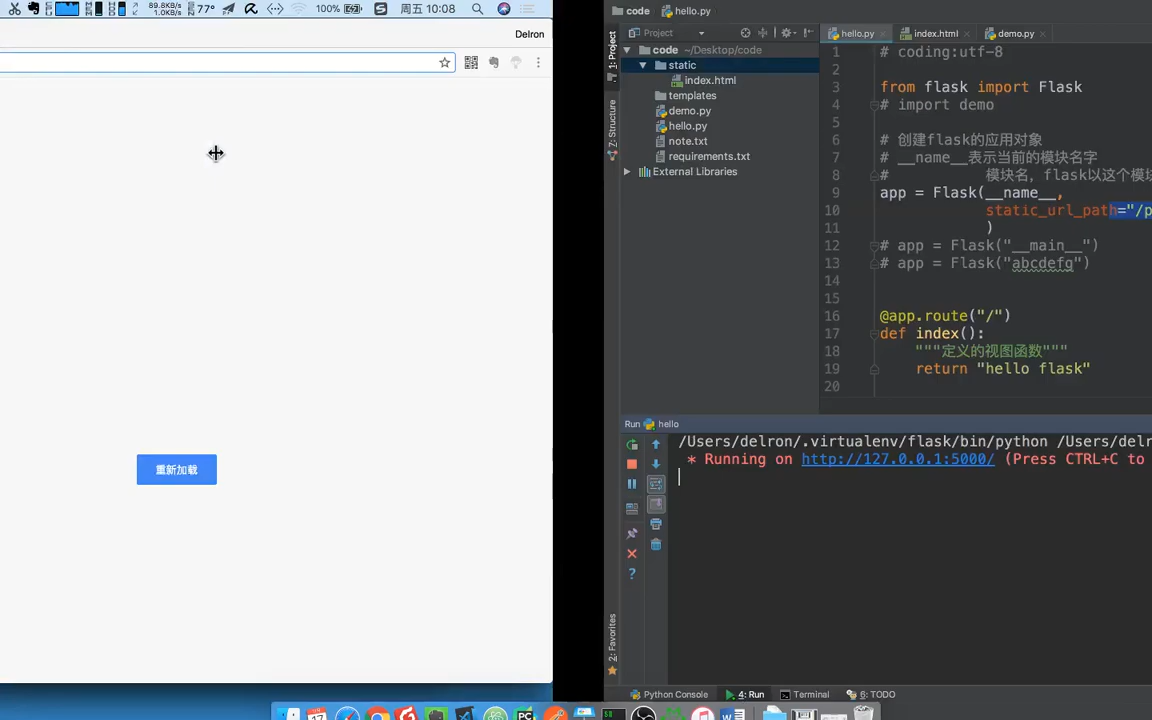 89.8KB/s
1.0KB/s
77°
100%
周五 10:08
Delron
重新加载
code
hello.py
1: Project
Z: Structure
2: Favorites
Project
code ~/Desktop/code
static
index.html
templates
demo.py
hello.py
note.txt
requirements.txt
External Libraries
hello.py
index.html
demo.py
1 # coding:utf-8
2
3 from flask import Flask
4 # import demo
5
6 # 创建flask的应用对象
7 # __name__表示当前的模块名字
8 # 模块名，flask以这个模块
9 app = Flask(__name__,
10 static_url_path="/p
11 )
12 # app = Flask("__main__")
13 # app = Flask("abcdefg")
14
15
16 @app.route("/")
17 def index():
18 """定义的视图函数"""
19 return "hello flask"
20
Run hello
/Users/delron/.virtualenv/flask/bin/python /Users/delr
* Running on http://127.0.0.1:5000/ (Press CTRL+C to
Python Console
4: Run
Terminal
6: TODO